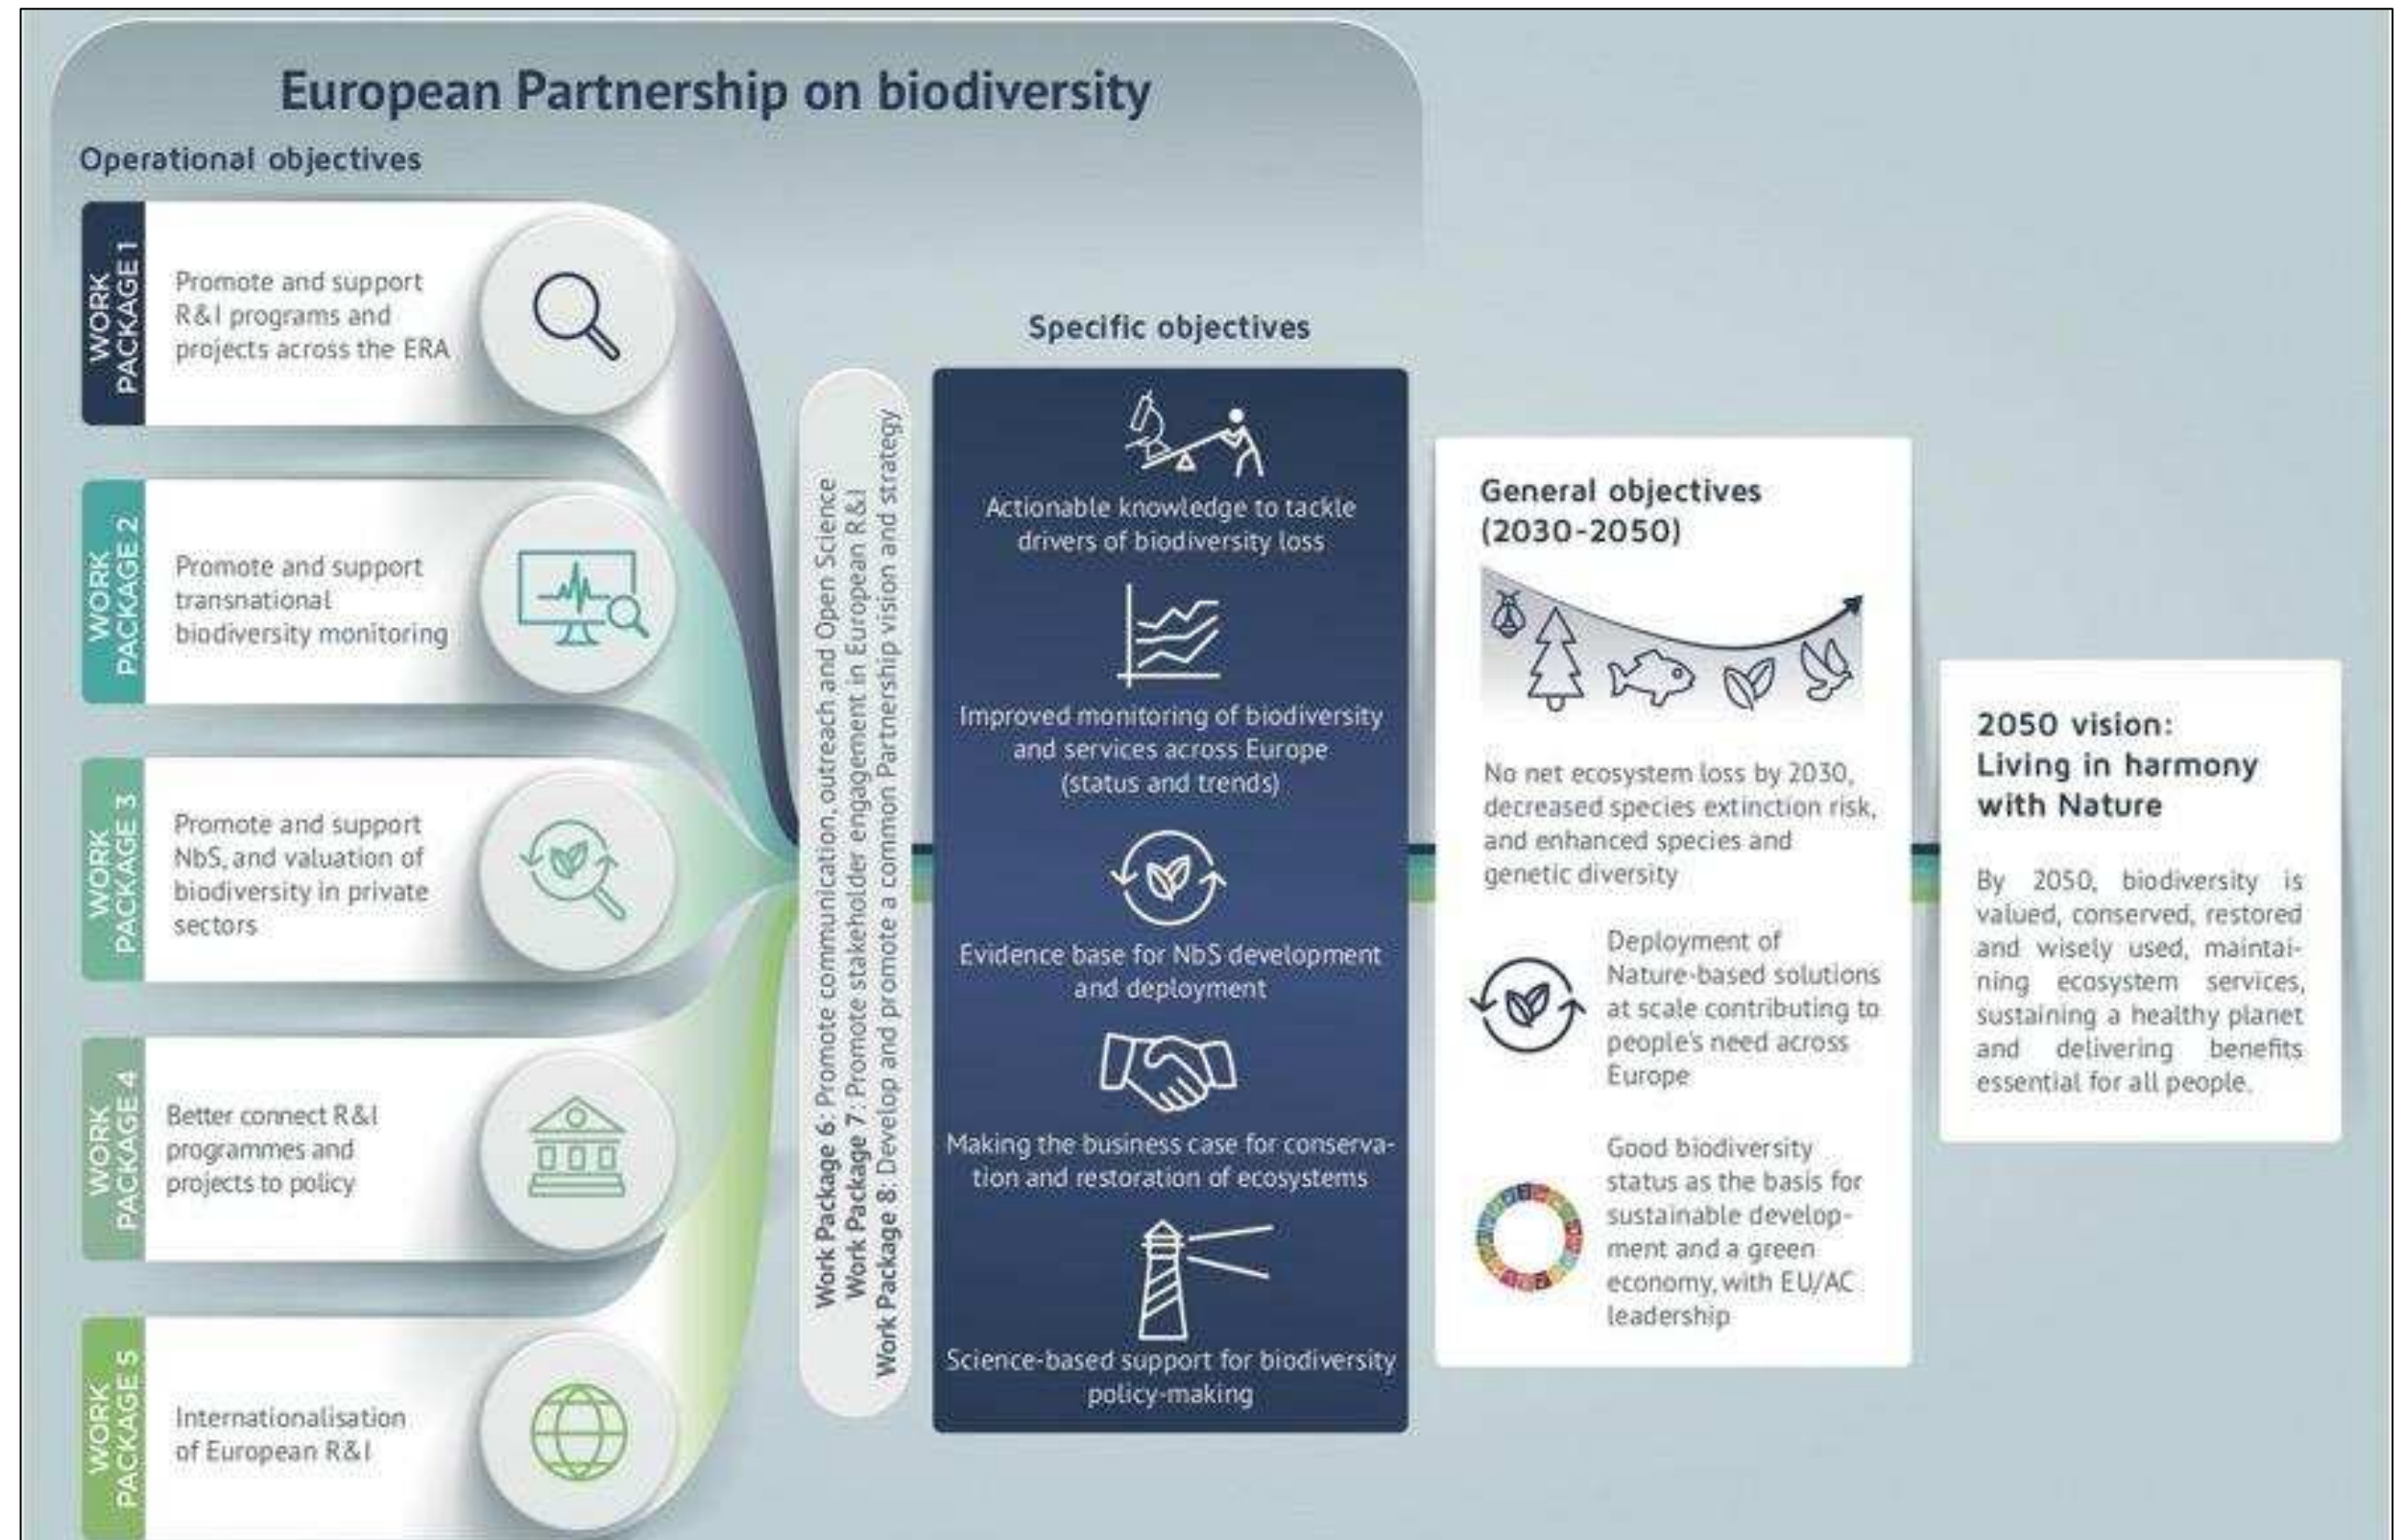 European Partnership on biodiversity
Operational objectives
WORK
PACKAGE 1
Promote and support
R&I programs and
projects across the ERA
WORK
PACKAGE 2
Promote and support
transnational
biodiversity monitoring
WORK
PACKAGE 3
Promote and support
NbS, and valuation of
biodiversity in private
sectors
WORK
PACKAGE 4
Better connect R&I
programmes and
projects to policy
WORK
PACKAGE 5
Internationalisation
of European R&I
Work Package 6: Promote communication, outreach and Open Science
Work Package 7: Promote stakeholder engagement in European R&I
Work Package 8: Develop and promote a common Partnership vision and strategy
Specific objectives
Actionable knowledge to tackle
drivers of biodiversity loss
Improved monitoring of biodiversity
and services across Europe
(status and trends)
Evidence base for NbS development
and deployment
Making the business case for conserva-
tion and restoration of ecosystems
Science-based support for biodiversity
policy-making
General objectives
(2030-2050)
No net ecosystem loss by 2030,
decreased species extinction risk,
and enhanced species and
genetic diversity
Deployment of
Nature-based solutions
at scale contributing to
people's need across
Europe
Good biodiversity
status as the basis for
sustainable develop-
ment and a green
economy, with EU/AC
leadership
2050 vision:
Living in harmony
with Nature
By 2050, biodiversity is
valued, conserved, restored
and wisely used, maintai-
ning ecosystem services,
sustaining a healthy planet
and delivering benefits
essential for all people.